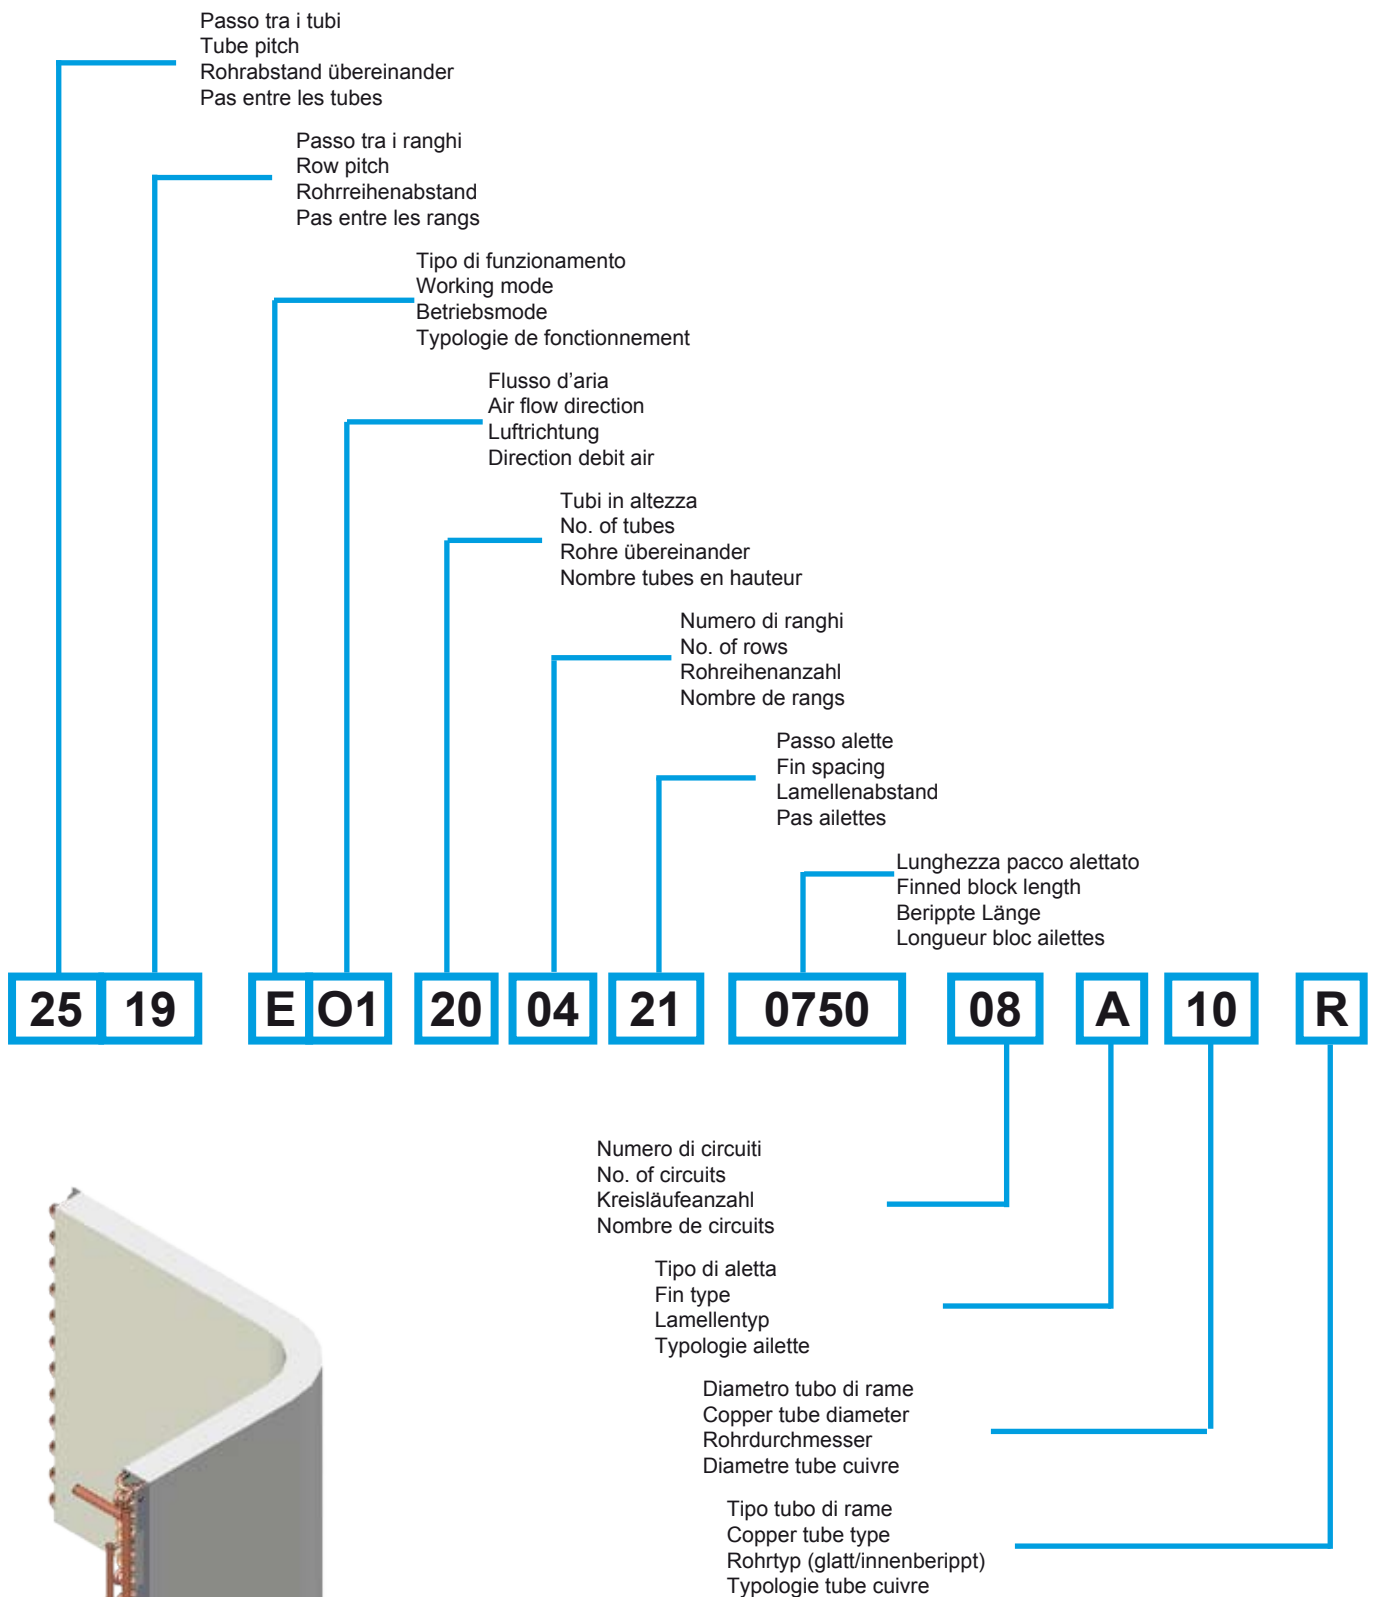 Passo tra i tubi
Tube pitch
Rohrabstand übereinander
Pas entre les tubes
Passo tra i ranghi
Row pitch
Rohrreihenabstand
Pas entre les rangs
Tipo di funzionamento
Working mode
Betriebsmode
Typologie de fonctionnement
Flusso d’aria
Air flow direction
Luftrichtung
Direction debit air
Tubi in altezza
No. of tubes
Rohre übereinander
Nombre tubes en hauteur
Numero di ranghi
No. of rows
Rohreihenanzahl
Nombre de rangs
Passo alette
Fin spacing
Lamellenabstand
Pas ailettes
Lunghezza pacco alettato
Finned block length
Berippte Länge
Longueur bloc ailettes
25 19 E O1 20 04 21 0750 08 A 10 R
Numero di circuiti
No. of circuits
Kreisläufeanzahl
Nombre de circuits
Tipo di aletta
Fin type
Lamellentyp
Typologie ailette
Diametro tubo di rame
Copper tube diameter
Rohrdurchmesser
Diametre tube cuivre
Tipo tubo di rame
Copper tube type
Rohrtyp (glatt/innenberippt)
Typologie tube cuivre